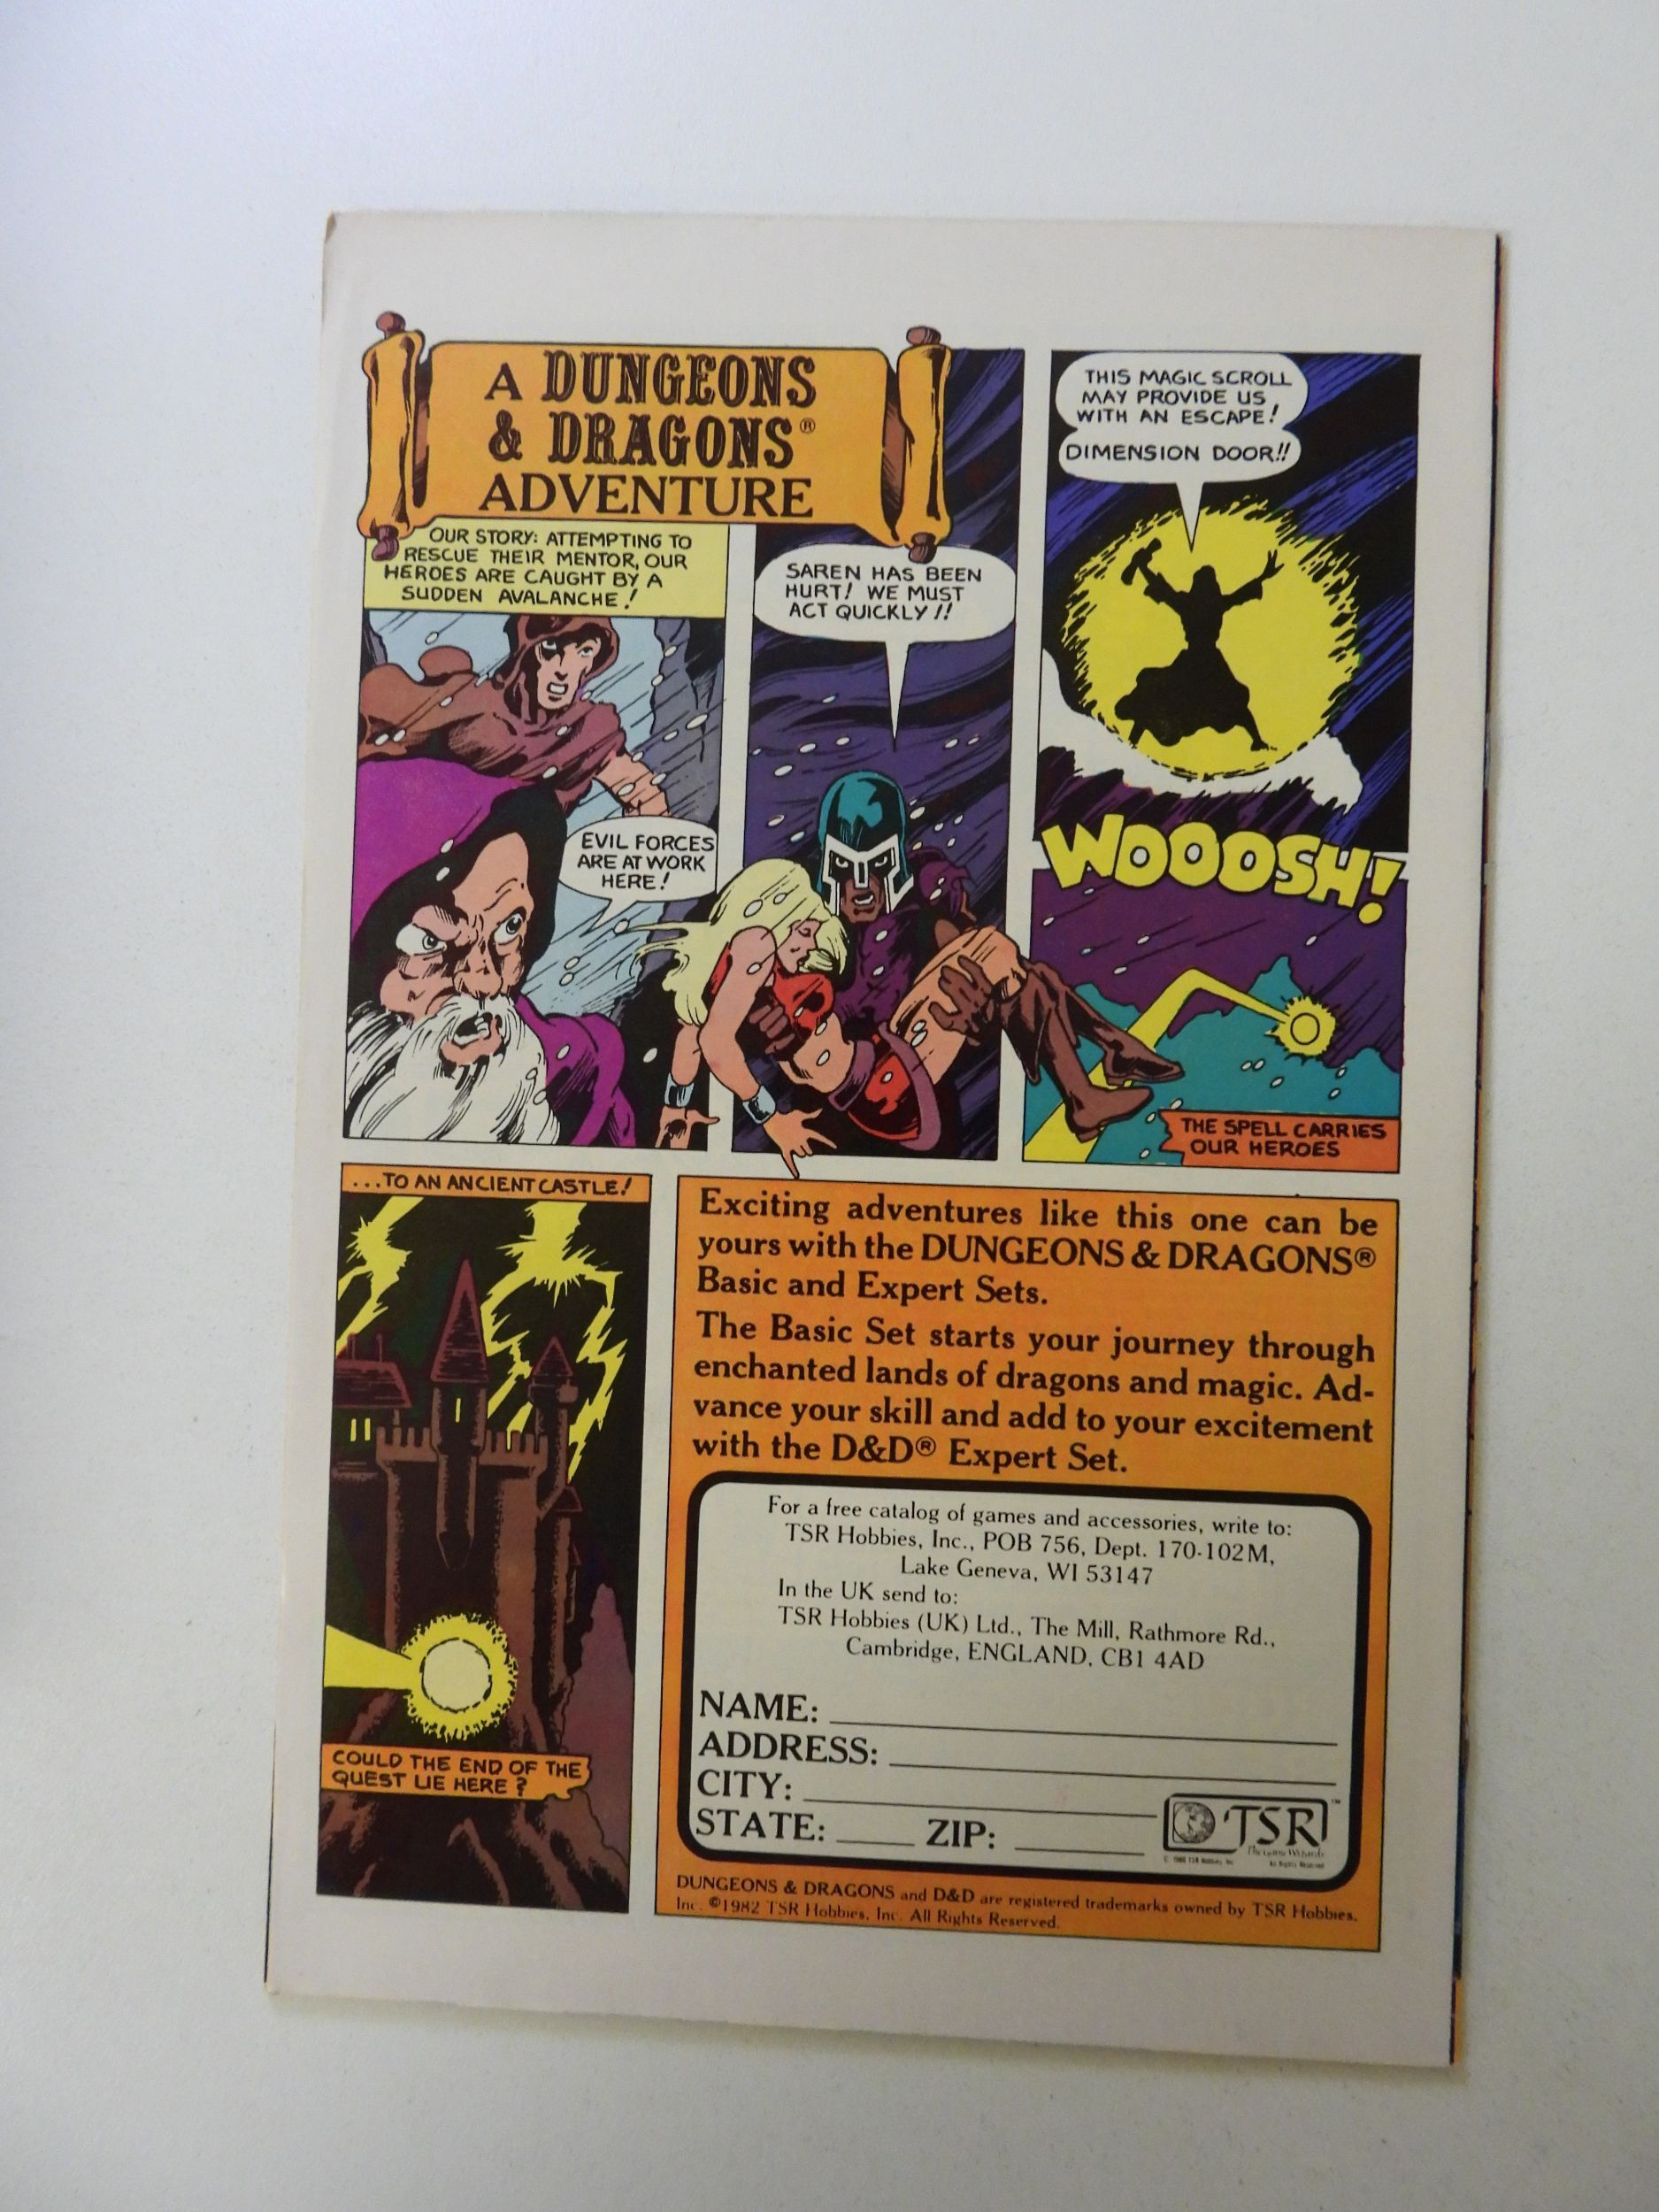 A DUNGEONS
& DRAGONS®
ADVENTURE
OUR STORY: ATTEMPTING TO
RESCUE THEIR MENTOR, OUR
HEROES ARE CAUGHT BY A
SUDDEN AVALANCHE!
EVIL FORCES
ARE AT WORK
HERE!
SAREN HAS BEEN
HURT! WE MUST
ACT QUICKLY!!
THIS MAGIC SCROLL
MAY PROVIDE US
WITH AN ESCAPE!
DIMENSION DOOR!!
WOOOSH!
THE SPELL CARRIES
OUR HEROES
...TO AN ANCIENT CASTLE!
COULD THE END OF THE
QUEST LIE HERE?
Exciting adventures like this one can be
yours with the DUNGEONS & DRAGONS®
Basic and Expert Sets.
The Basic Set starts your journey through
enchanted lands of dragons and magic. Ad-
vance your skill and add to your excitement
with the D&D® Expert Set.
For a free catalog of games and accessories, write to:
TSR Hobbies, Inc., POB 756, Dept. 170-102M,
Lake Geneva, WI 53147
In the UK send to:
TSR Hobbies (UK) Ltd., The Mill, Rathmore Rd.,
Cambridge, ENGLAND, CB1 4AD
NAME:
ADDRESS:
CITY:
STATE: ZIP:
TSR™
The Game Wizards
All Rights Reserved
DUNGEONS & DRAGONS and D&D are registered trademarks owned by TSR Hobbies,
Inc. ©1982 TSR Hobbies, Inc. All Rights Reserved.